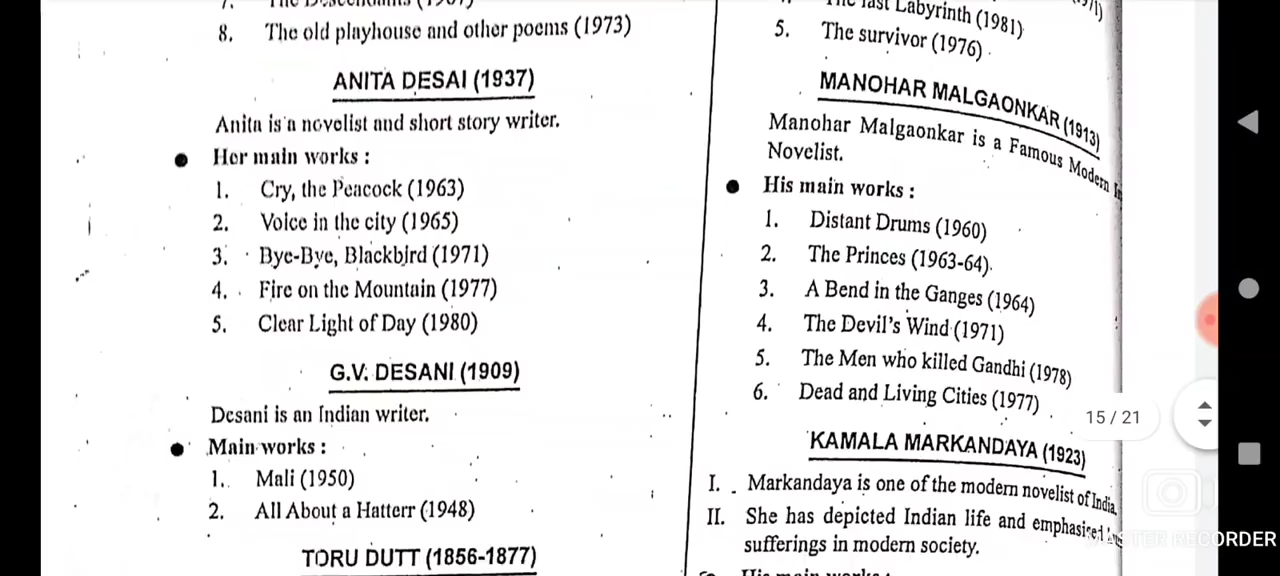 8. The old playhouse and other poems (1973)
ANITA DESAI (1937)
Anita is a novelist and short story writer.
● Her main works :
1. Cry, the Peacock (1963)
2. Voice in the city (1965)
3. Bye-Bye, Blackbird (1971)
4. Fire on the Mountain (1977)
5. Clear Light of Day (1980)
G.V. DESANI (1909)
Desani is an Indian writer.
● Main works :
1. Mali (1950)
2. All About a Hatterr (1948)
TORU DUTT (1856-1877)
last Labyrinth (1981)
5. The survivor (1976)
MANOHAR MALGAONKAR (1913)
Manohar Malgaonkar is a Famous Modern
Novelist.
● His main works :
1. Distant Drums (1960)
2. The Princes (1963-64).
3. A Bend in the Ganges (1964)
4. The Devil's Wind (1971)
5. The Men who killed Gandhi (1978)
6. Dead and Living Cities (1977)
15 / 21
KAMALA MARKANDAYA (1923)
I. Markandaya is one of the modern novelist of India.
II. She has depicted Indian life and emphasised
sufferings in modern society.
His main works :
RECORDER